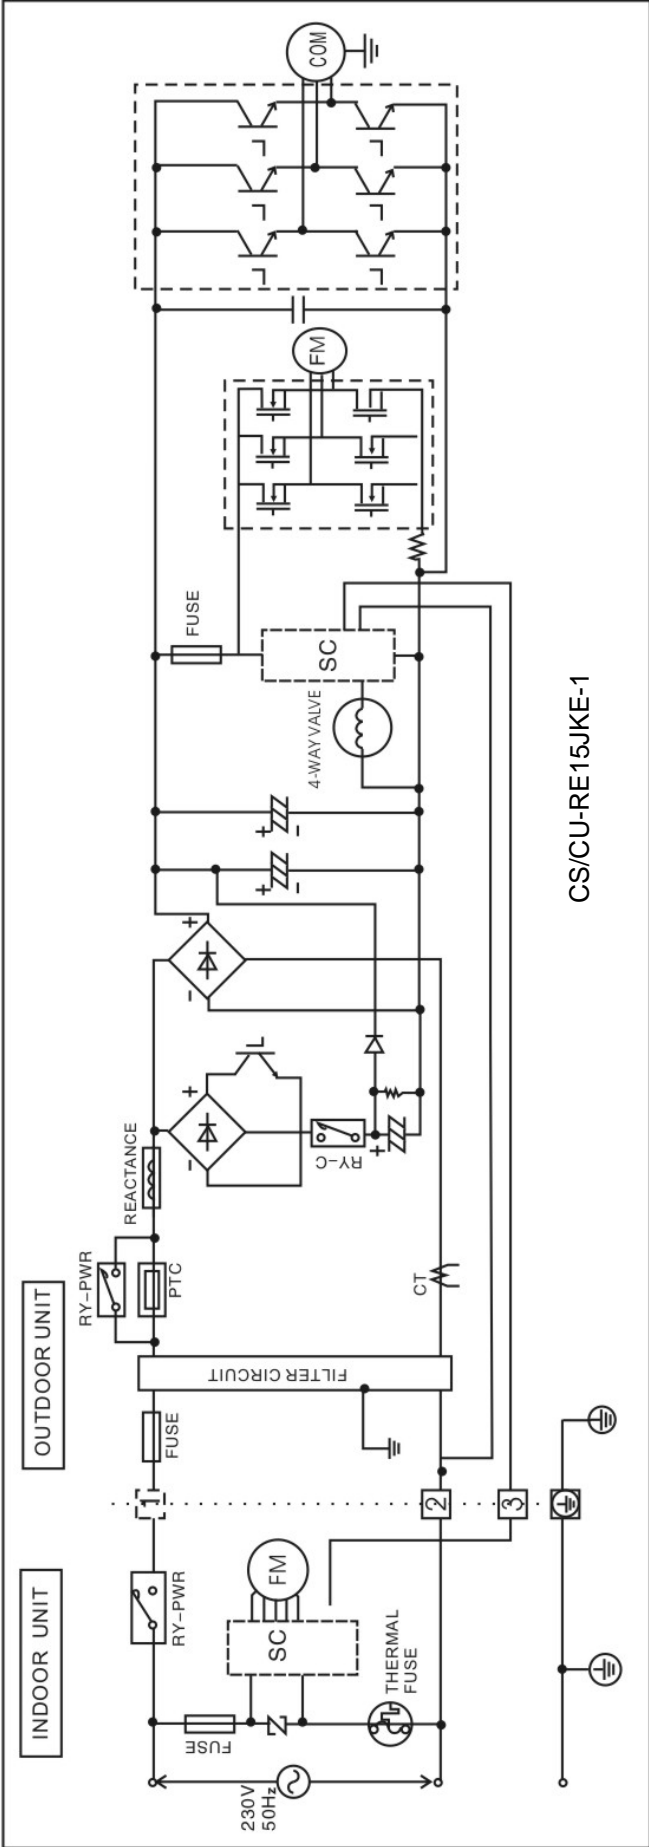 INDOOR UNIT
OUTDOOR UNIT
230V
50Hz
FUSE
THERMAL
FUSE
SC
FM
RY-PWR
1
2
3
FUSE
FILTER CIRCUIT
RY-PWR
PTC
CT
REACTANCE
-
+
RY-C
+
-
+
+
-
+
-
4-WAY VALVE
SC
FUSE
FM
COM
CS/CU-RE15JKE-1